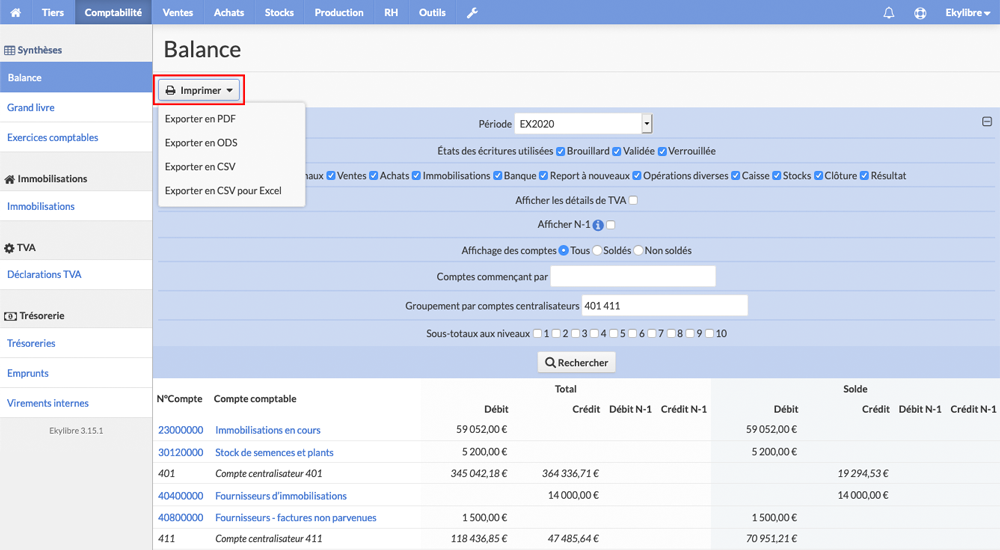 Tiers Comptabilité Ventes Achats Stocks Production RH Outils Ekylibre
Synthèses
Balance
Grand livre
Exercices comptables
Immobilisations
Immobilisations
TVA
Déclarations TVA
Trésorerie
Trésoreries
Emprunts
Virements internes
Ekylibre 3.15.1
Balance
Imprimer
Exporter en PDF
Exporter en ODS
Exporter en CSV
Exporter en CSV pour Excel
Période EX2020
États des écritures utilisées Brouillard Validée Verrouillée
Ventes Achats Immobilisations Banque Report à nouveaux Opérations diverses Caisse Stocks Clôture Résultat
Afficher les détails de TVA
Afficher N-1
Affichage des comptes Tous Soldés Non soldés
Comptes commençant par
Groupement par comptes centralisateurs 401 411
Sous-totaux aux niveaux 1 2 3 4 5 6 7 8 9 10
Rechercher
N°Compte Compte comptable Total Solde
Débit Crédit Débit N-1 Crédit N-1 Débit Crédit Débit N-1 Crédit N-1
23000000 Immobilisations en cours 59 052,00 € 59 052,00 €
30120000 Stock de semences et plants 5 200,00 € 5 200,00 €
401 Compte centralisateur 401 345 042,18 € 364 336,71 € 19 294,53 €
40400000 Fournisseurs d'immobilisations 14 000,00 € 14 000,00 €
40800000 Fournisseurs - factures non parvenues 1 500,00 € 1 500,00 €
411 Compte centralisateur 411 118 436,85 € 47 485,64 € 70 951,21 €